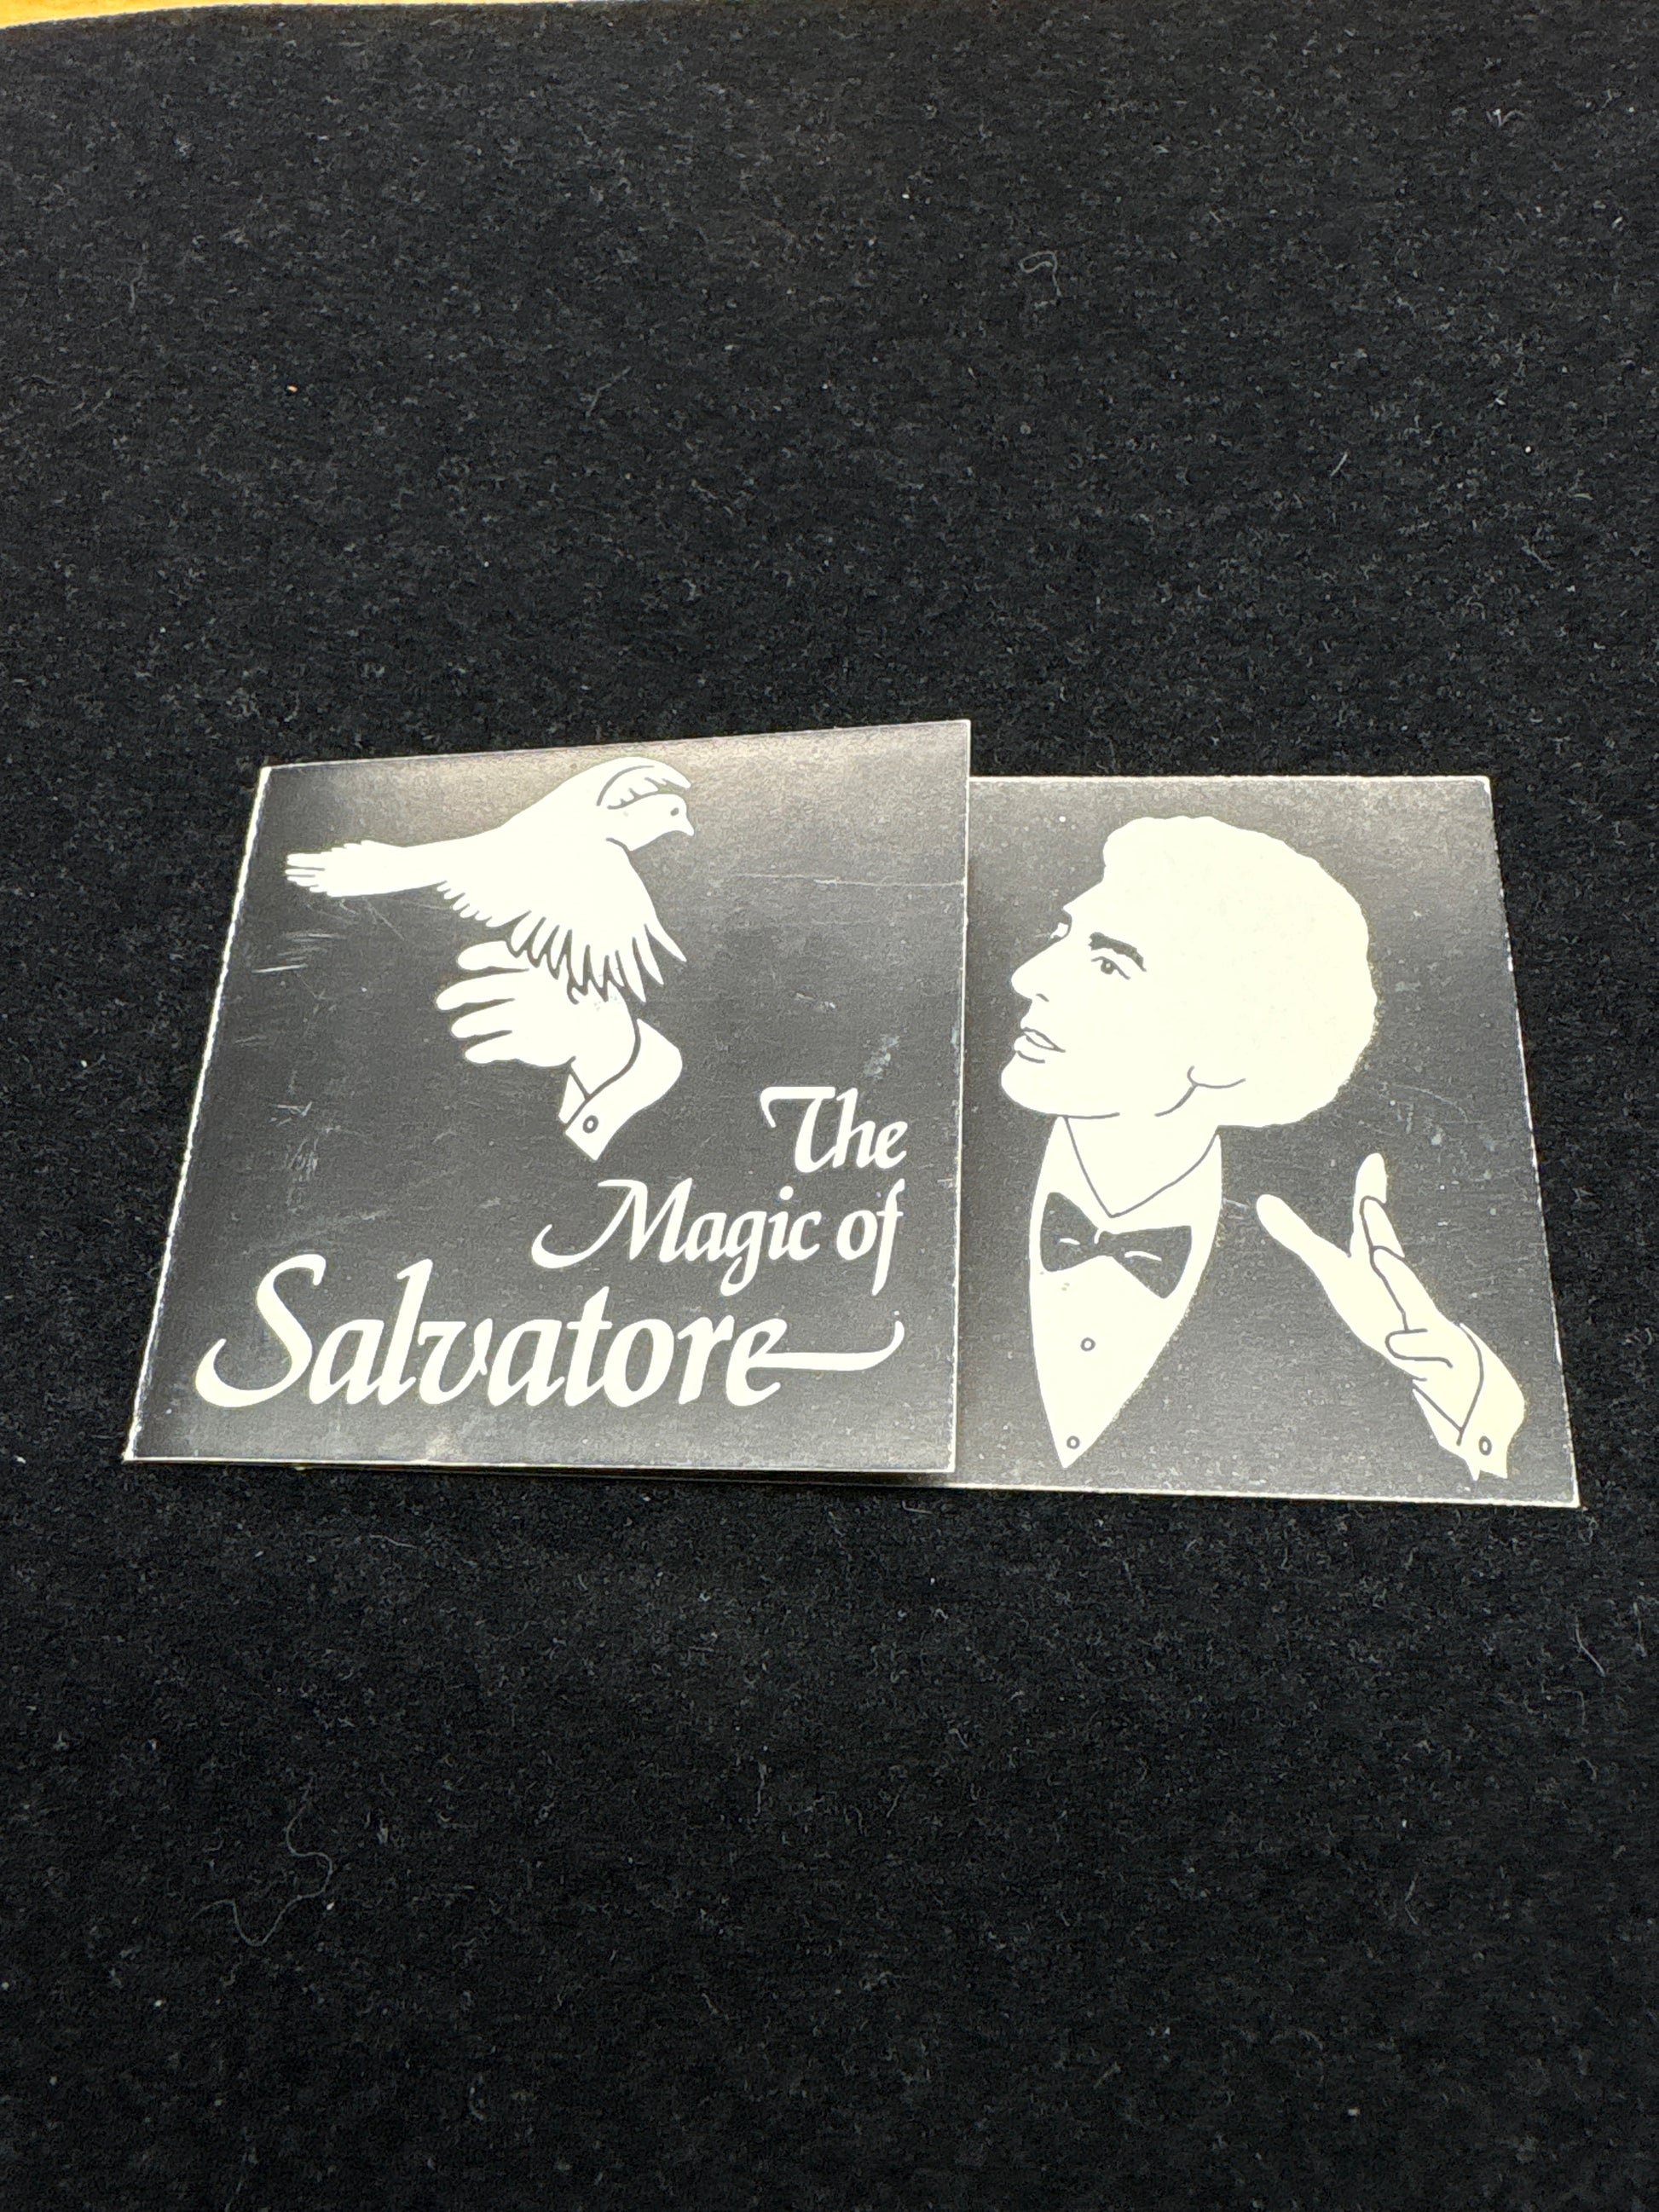 The
Magic of
Salvatore